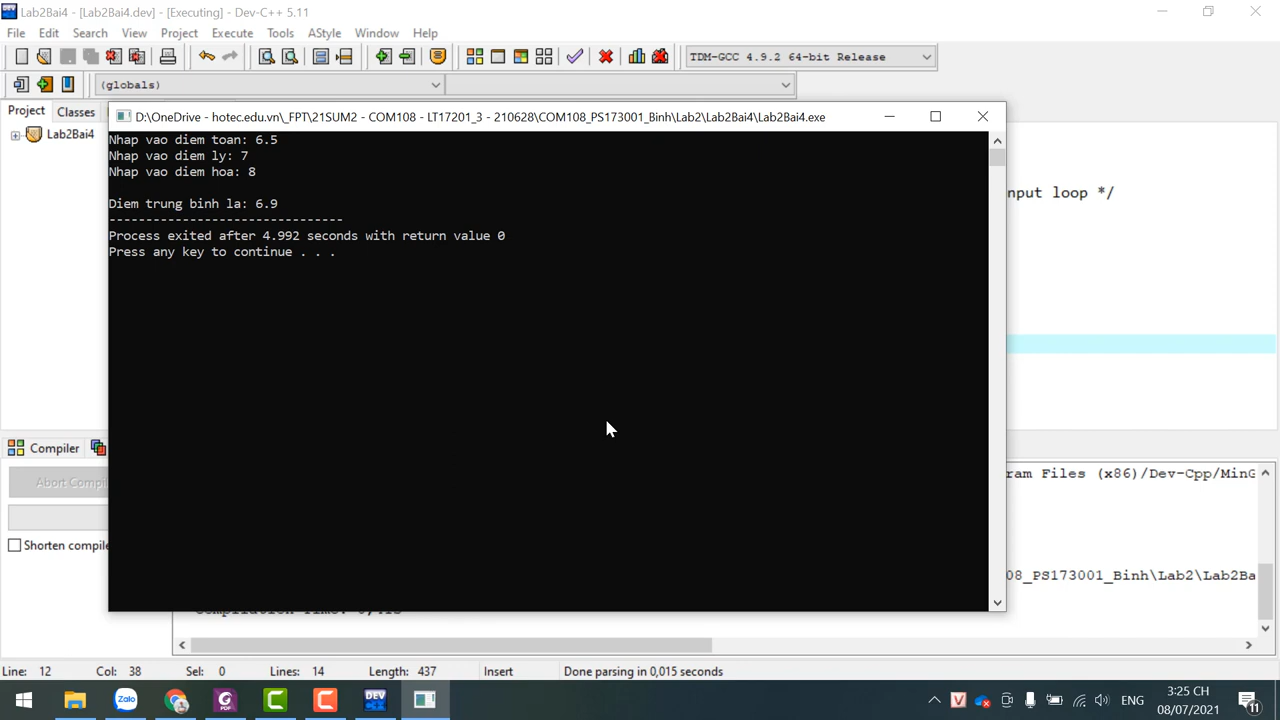 Lab2Bai4 - [Lab2Bai4.dev] - [Executing] - Dev-C++ 5.11
File Edit Search View Project Execute Tools AStyle Window Help
TDM-GCC 4.9.2 64-bit Release
(globals)
Project Classes
Lab2Bai4
D:\OneDrive - hotec.edu.vn\_FPT\21SUM2 - COM108 - LT17201_3 - 210628\COM108_PS173001_Binh\Lab2\Lab2Bai4\Lab2Bai4.exe
Nhap vao diem toan: 6.5
Nhap vao diem ly: 7
Nhap vao diem hoa: 8
Diem trung binh la: 6.9
--------------------------------
Process exited after 4.992 seconds with return value 0
Press any key to continue . . .
nput loop */
Compiler
Abort Compil
ram Files (x86)/Dev-Cpp/MinG
Shorten compile
08_PS173001_Binh\Lab2\Lab2Ba
Line: 12 Col: 38 Sel: 0 Lines: 14 Length: 437 Insert Done parsing in 0,015 seconds
Zalo
PDF
DEV
ENG
3:25 CH
08/07/2021
11